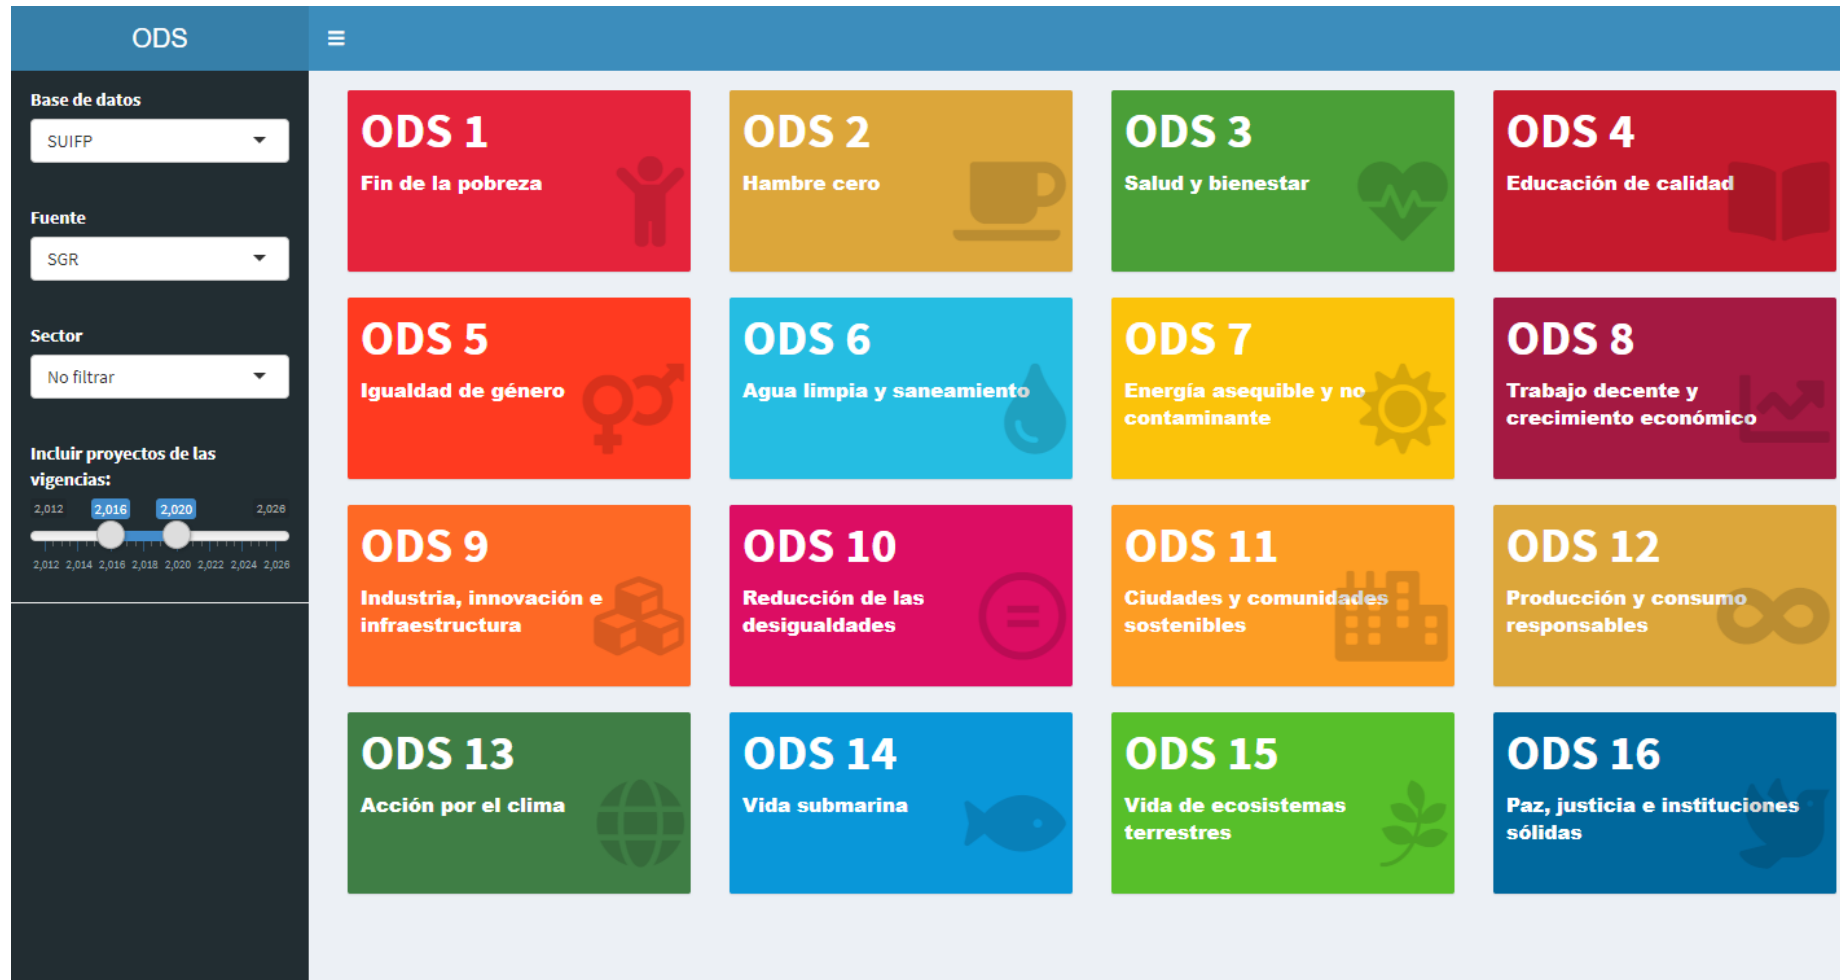 ODS
Base de datos
SUIFP
Fuente
SGR
Sector
No filtrar
Incluir proyectos de las
vigencias:
2,012 2,016 2,020 2,026
2,012 2,014 2,016 2,018 2,020 2,022 2,024 2,026
ODS 1
Fin de la pobreza
ODS 2
Hambre cero
ODS 3
Salud y bienestar
ODS 4
Educación de calidad
ODS 5
Igualdad de género
ODS 6
Agua limpia y saneamiento
ODS 7
Energía asequible y no
contaminante
ODS 8
Trabajo decente y
crecimiento económico
ODS 9
Industria, innovación e
infraestructura
ODS 10
Reducción de las
desigualdades
ODS 11
Ciudades y comunidades
sostenibles
ODS 12
Producción y consumo
responsables
ODS 13
Acción por el clima
ODS 14
Vida submarina
ODS 15
Vida de ecosistemas
terrestres
ODS 16
Paz, justicia e instituciones
sólidas